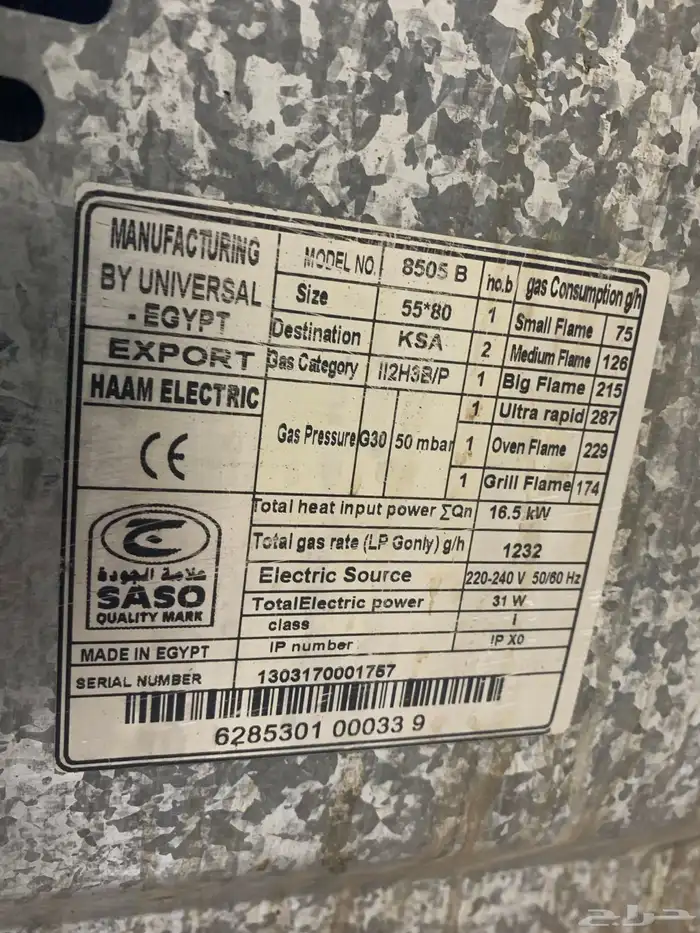 MANUFACTURING
BY UNIVERSAL
- EGYPT
EXPORT
HAAM ELECTRIC
CE
علامة الجودة
SASO
QUALITY MARK
MODEL NO. 8505 B
Size 55*80
Destination KSA
Gas Category II2H3B/P
Gas Pressure G30 50 mbar
no.b gas Consumption g/h
1 Small Flame 75
2 Medium Flame 126
1 Big Flame 215
1 Ultra rapid 287
1 Oven Flame 229
1 Grill Flame 174
Total heat input power ∑Qn 16.5 kW
Total gas rate (LP Gonly) g/h 1232
Electric Source 220-240 V 50/60 Hz
TotalElectric power 31 W
class i
IP number IP X0
MADE IN EGYPT
SERIAL NUMBER 1303170001757
6285301 00033 9
حراج